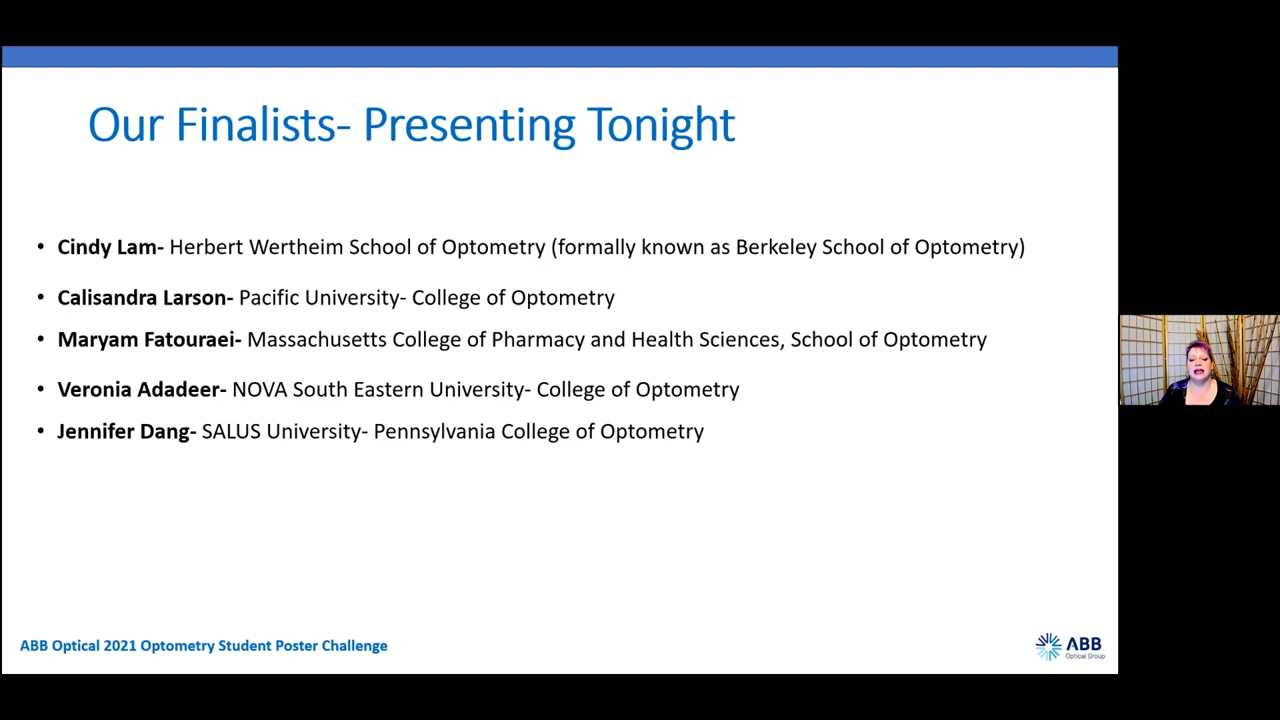 Our Finalists- Presenting Tonight
• Cindy Lam- Herbert Wertheim School of Optometry (formally known as Berkeley School of Optometry)
• Calisandra Larson- Pacific University- College of Optometry
• Maryam Fatouraei- Massachusetts College of Pharmacy and Health Sciences, School of Optometry
• Veronia Adadeer- NOVA South Eastern University- College of Optometry
• Jennifer Dang- SALUS University- Pennsylvania College of Optometry
ABB Optical 2021 Optometry Student Poster Challenge
ABB
Optical Group